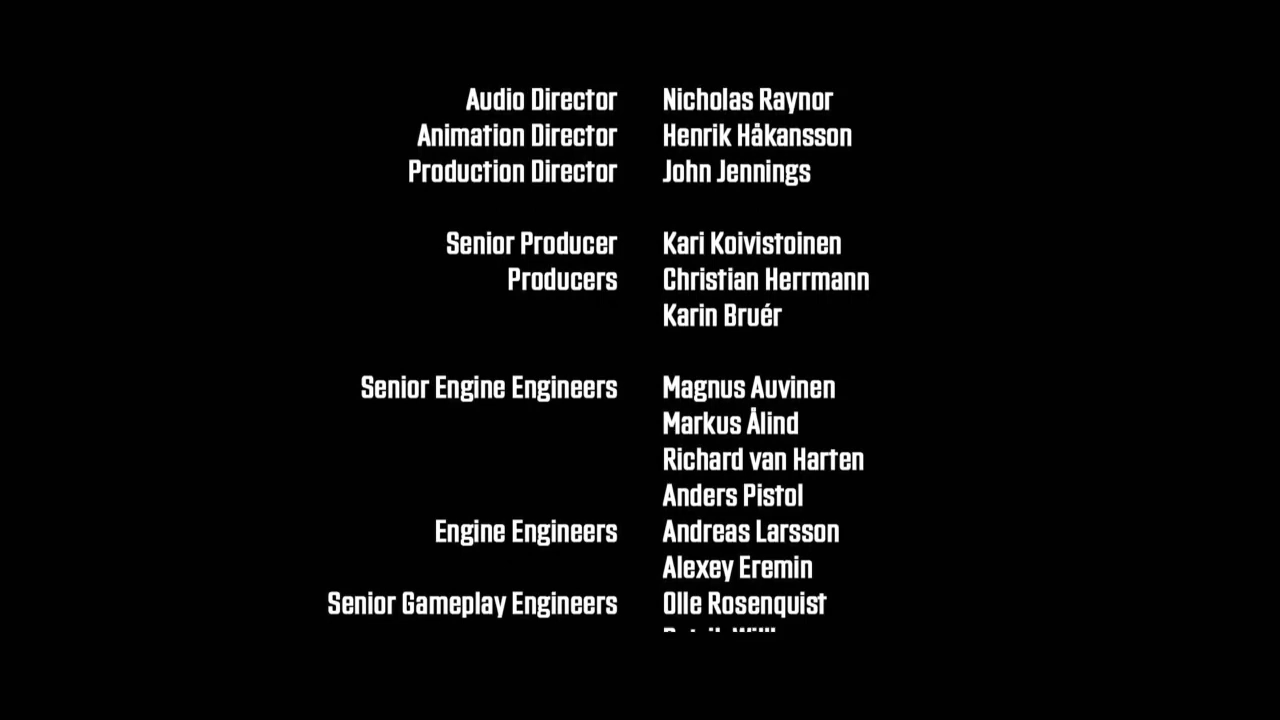 Audio Director Nicholas Raynor
Animation Director Henrik Håkansson
Production Director John Jennings
Senior Producer Kari Koivistoinen
Producers Christian Herrmann
Karin Bruér
Senior Engine Engineers Magnus Auvinen
Markus Ålind
Richard van Harten
Anders Pistol
Engine Engineers Andreas Larsson
Alexey Eremin
Senior Gameplay Engineers Olle Rosenquist